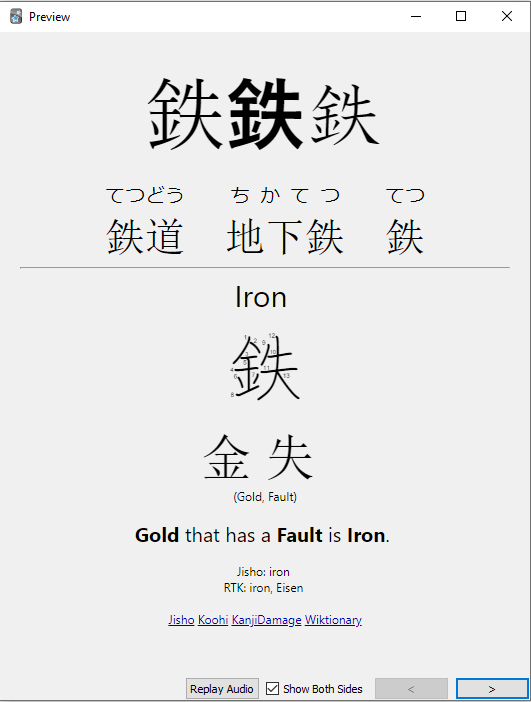 Preview
鉄鉄鉄
てつどう ちかてつ てつ
鉄道 地下鉄 鉄
Iron
鉄
金 失
(Gold, Fault)
Gold that has a Fault is Iron.
Jisho: iron
RTK: iron, Eisen
Jisho Koohi KanjiDamage Wiktionary
Replay Audio Show Both Sides < >